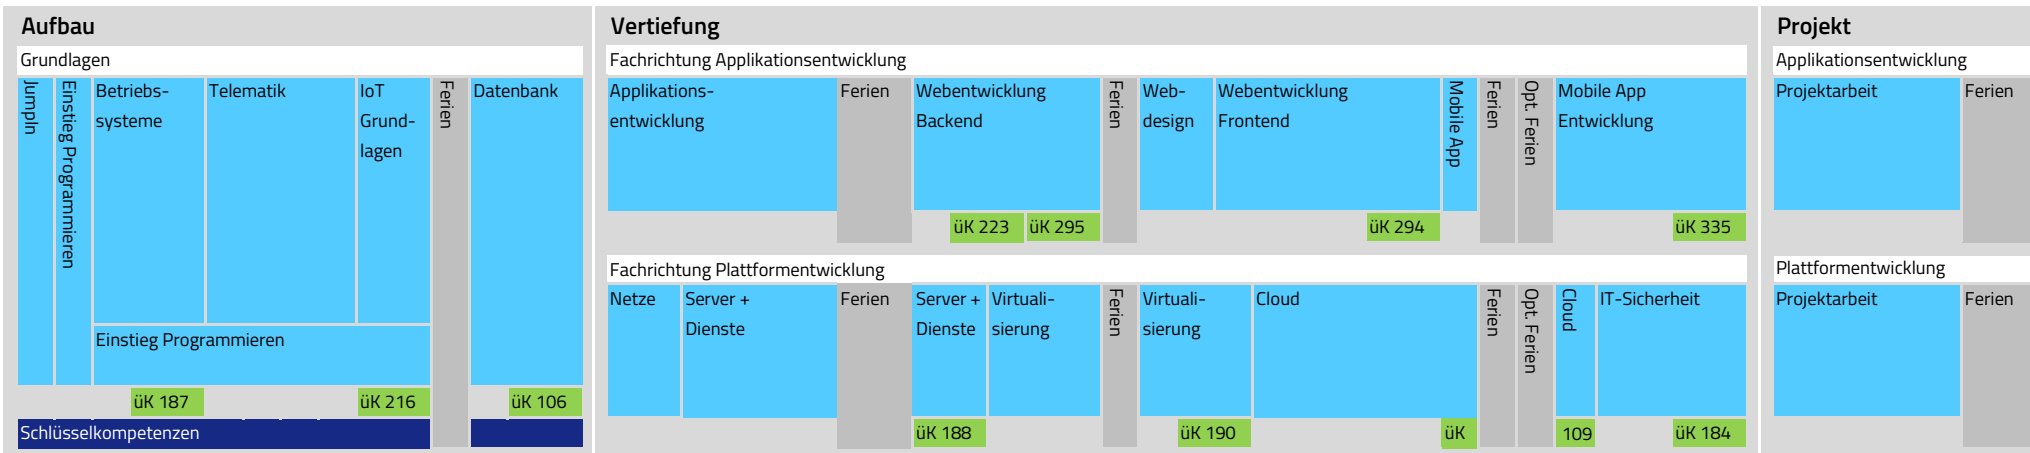 Aufbau
Grundlagen
JumpIn
Einstieg Programmieren
Betriebs-
systeme
Telematik
IoT
Grund-
lagen
Ferien
Datenbank
Einstieg Programmieren
üK 187
üK 216
üK 106
Schlüsselkompetenzen
Vertiefung
Fachrichtung Applikationsentwicklung
Applikations-
entwicklung
Ferien
Webentwicklung
Backend
Ferien
Web-
design
Webentwicklung
Frontend
Mobile App
Ferien
Opt. Ferien
Mobile App
Entwicklung
üK 223
üK 295
üK 294
üK 335
Fachrichtung Plattformentwicklung
Netze
Server +
Dienste
Ferien
Server +
Dienste
Virtuali-
sierung
Ferien
Virtuali-
sierung
Cloud
Ferien
Opt. Ferien
Cloud
IT-Sicherheit
üK 188
üK 190
üK
109
üK 184
Projekt
Applikationsentwicklung
Projektarbeit
Ferien
Plattformentwicklung
Projektarbeit
Ferien